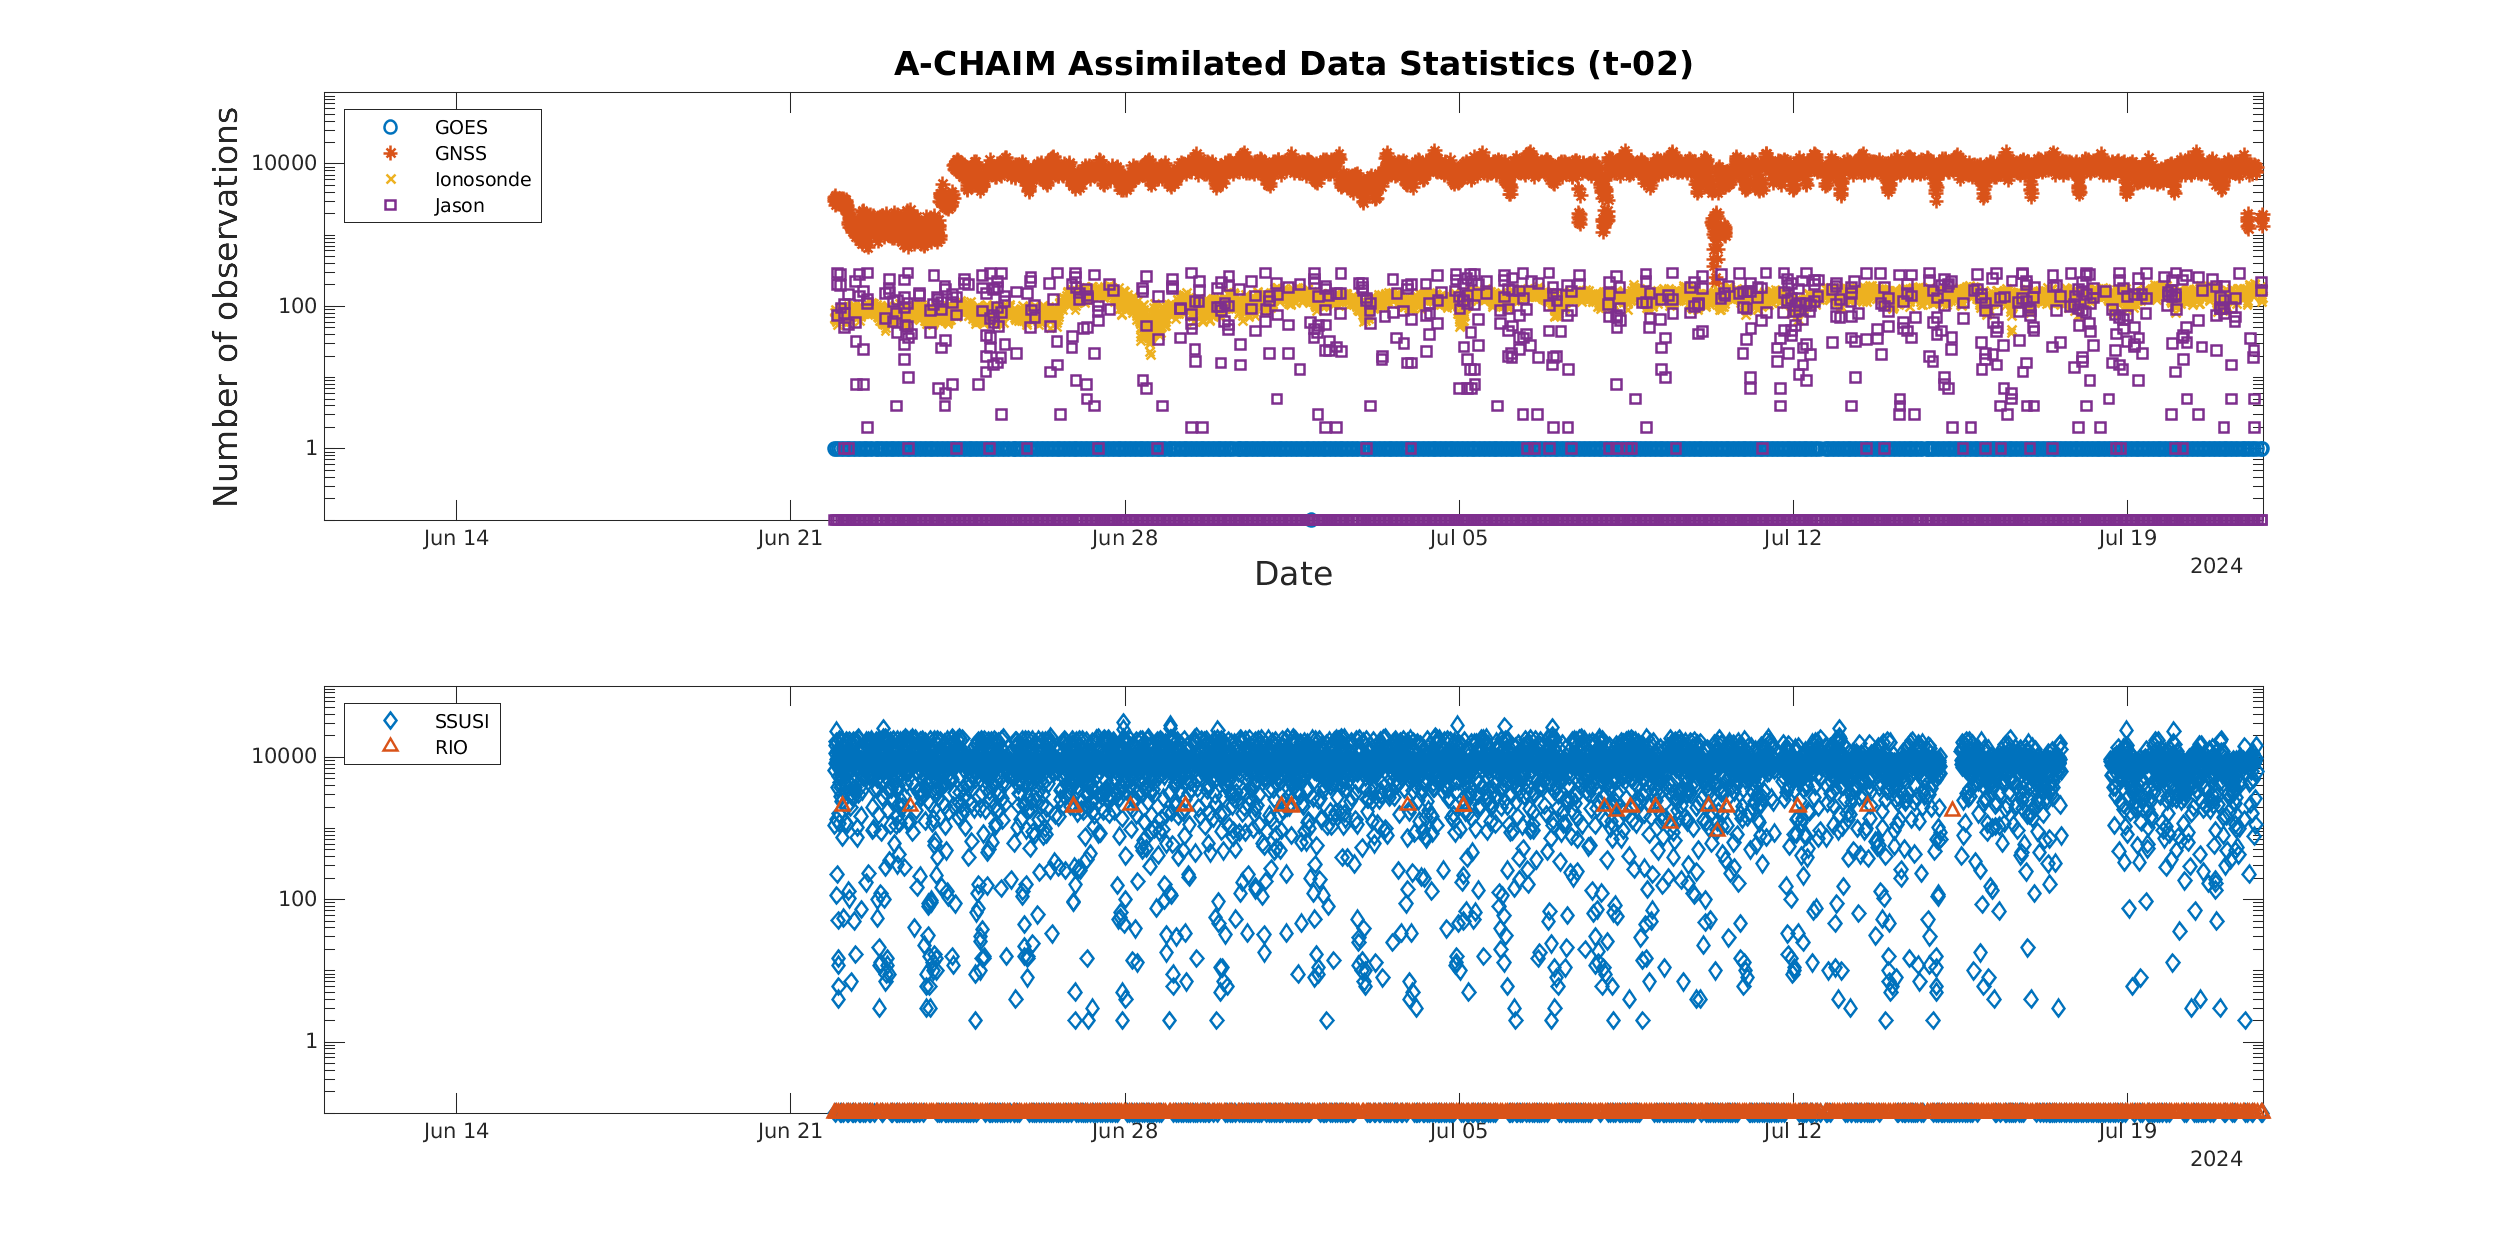 A-CHAIM Assimilated Data Statistics (t-02)
Number of observations
10000
100
1
GOES
GNSS
Ionosonde
Jason
Jun 14
Jun 21
Jun 28
Jul 05
Jul 12
Jul 19
2024
Date
10000
100
1
SSUSI
RIO
Jun 14
Jun 21
Jun 28
Jul 05
Jul 12
Jul 19
2024